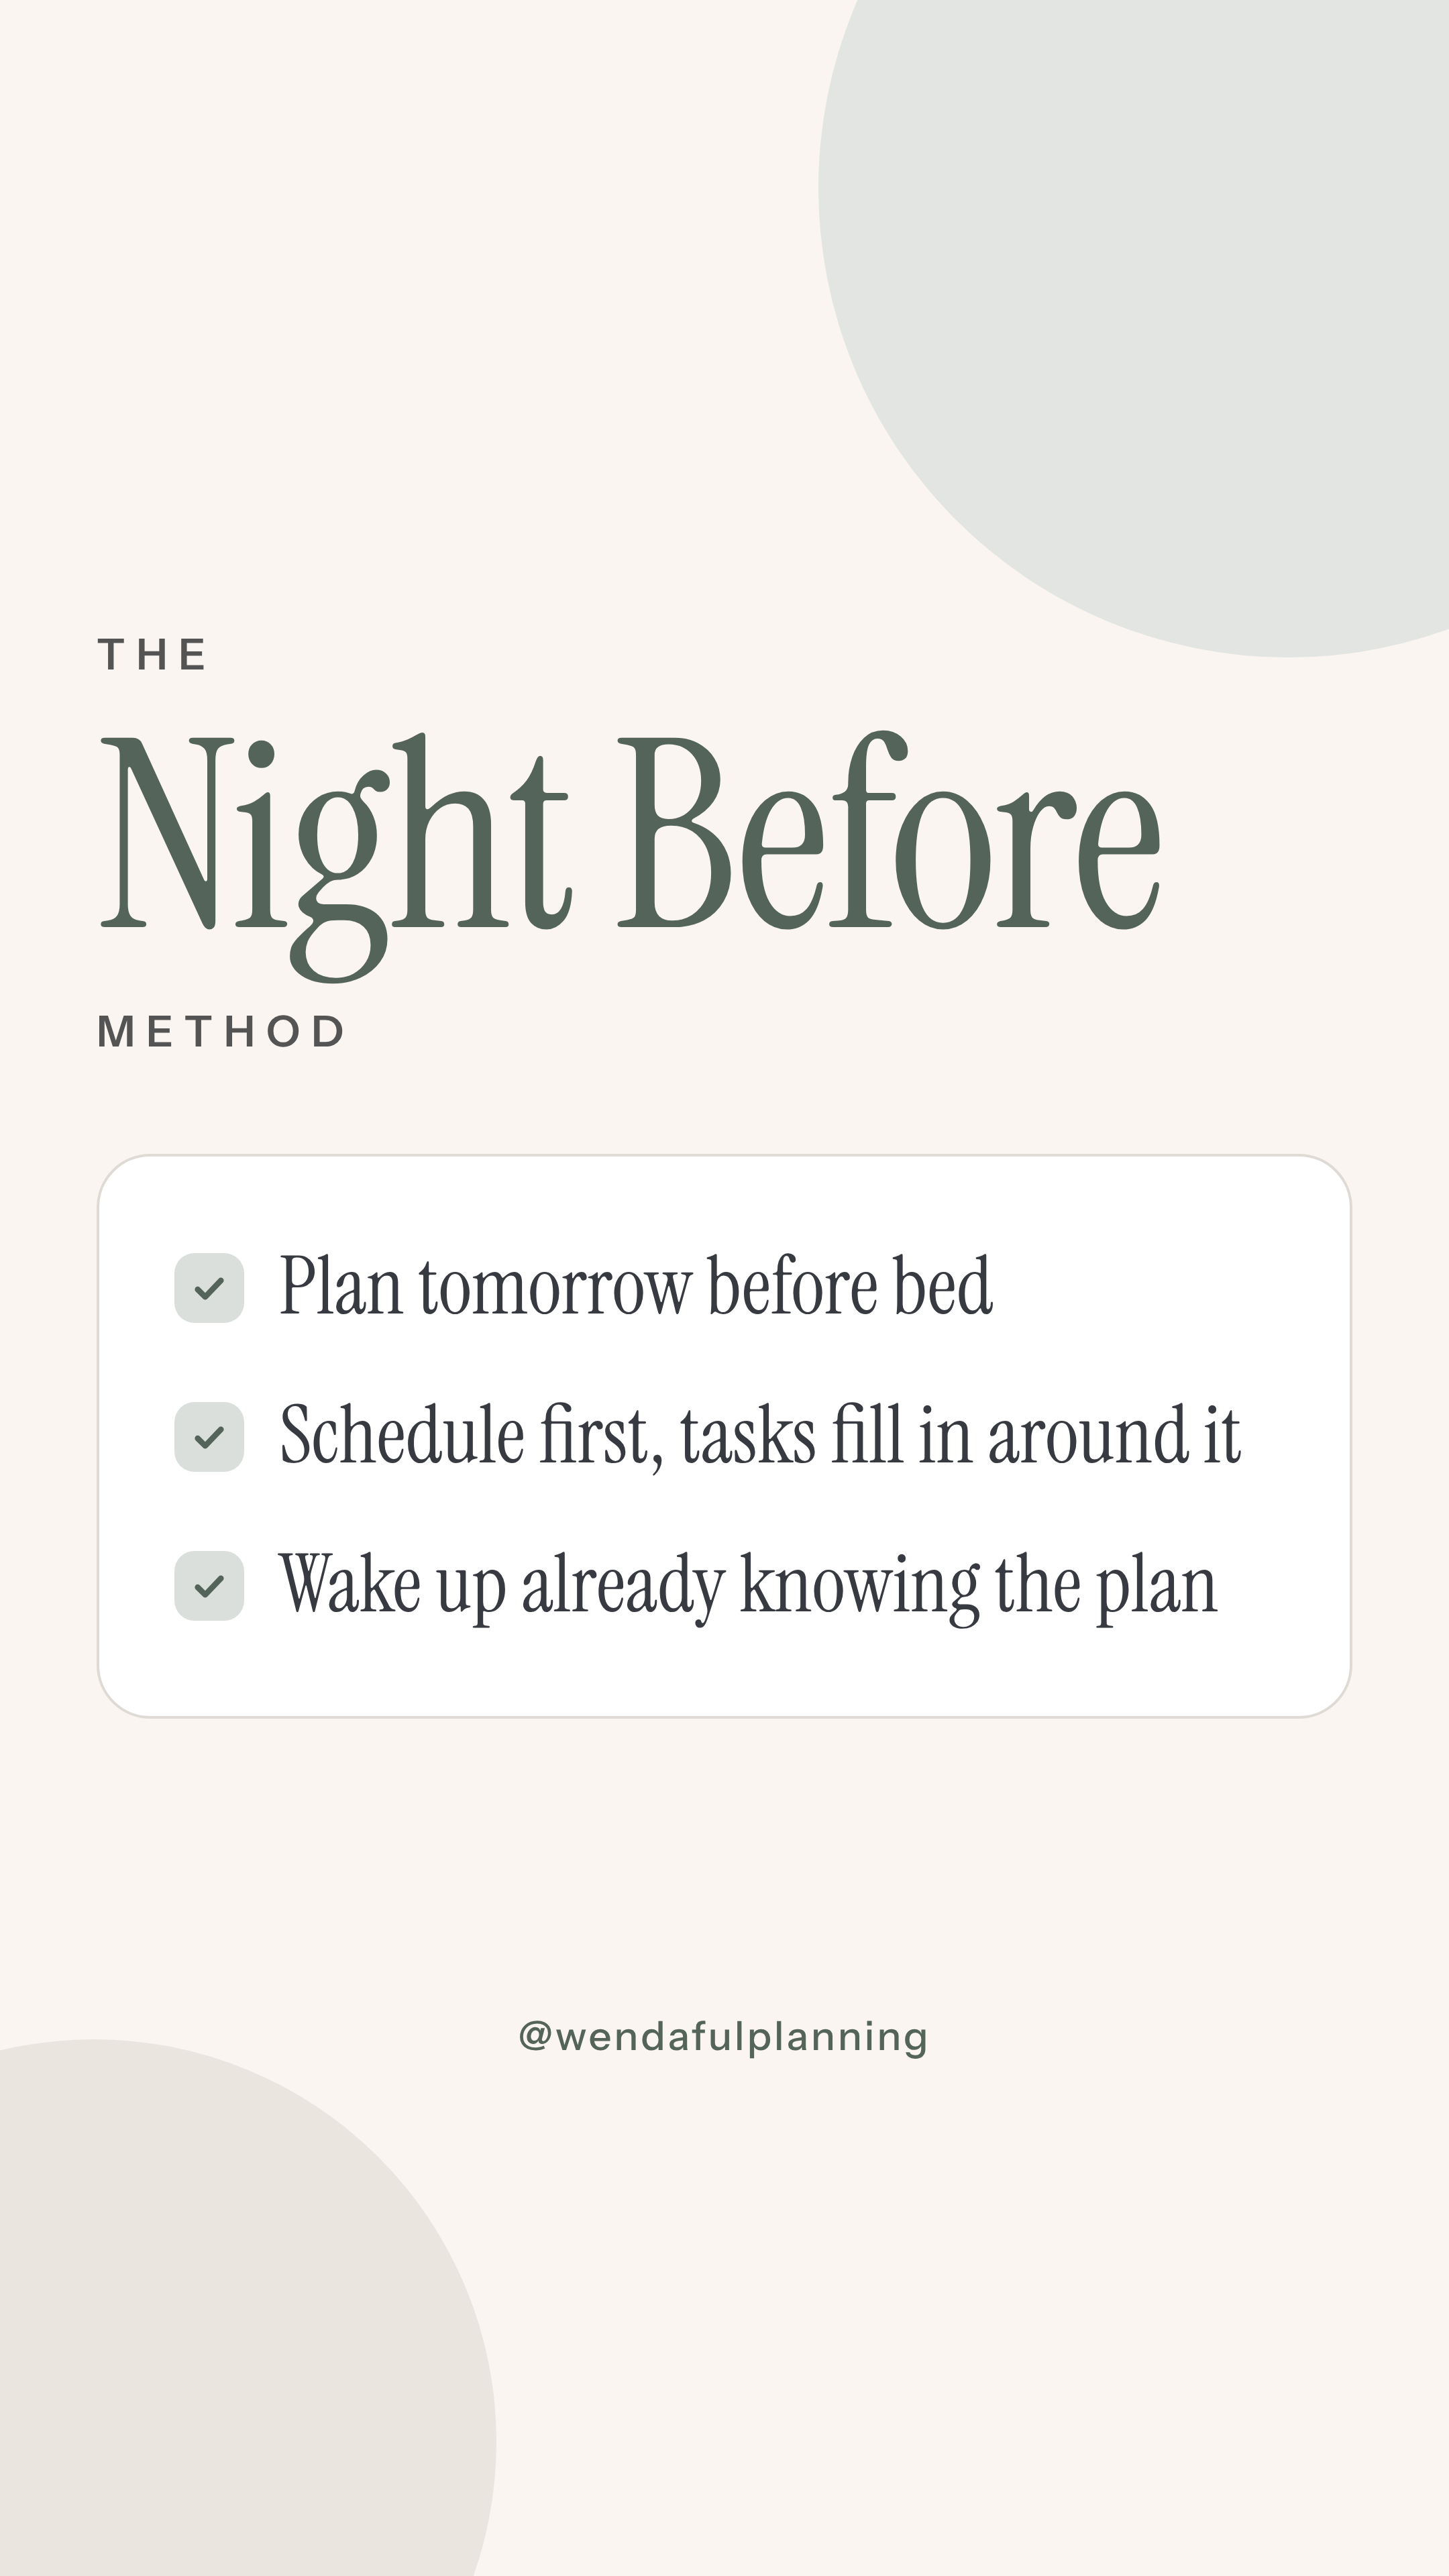 THE
Night Before
METHOD
Plan tomorrow before bed
Schedule first, tasks fill in around it
Wake up already knowing the plan
@wendafulplanning